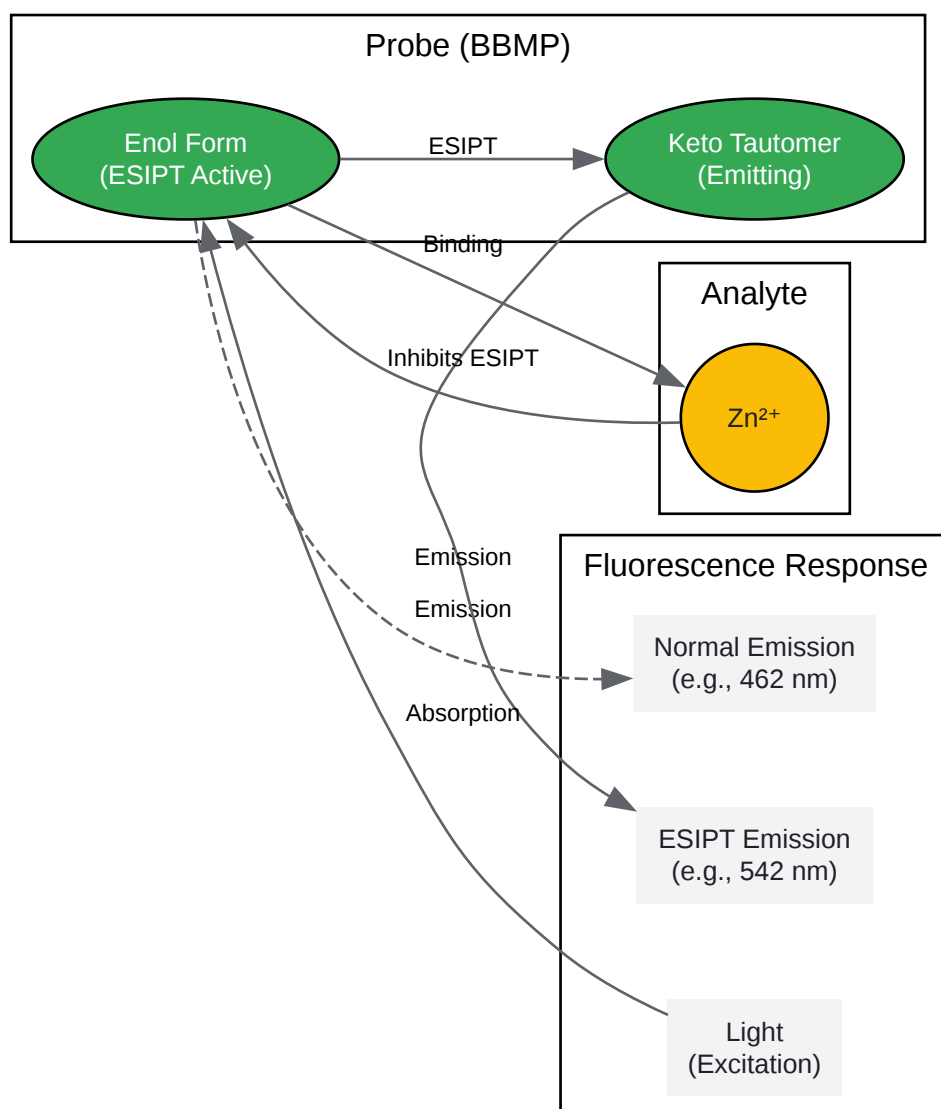 Probe (BBMP)
Enol Form
(ESIPT Active)
ESIPT
Keto Tautomer
(Emitting)
Binding
Analyte
Inhibits ESIPT
Zn²⁺
Emission
Fluorescence Response
Emission
Normal Emission
(e.g., 462 nm)
Absorption
ESIPT Emission
(e.g., 542 nm)
Light
(Excitation)